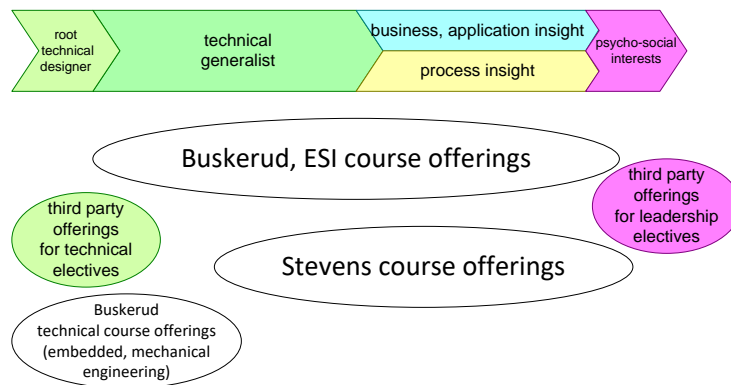 root
technical
designer
technical
generalist
business, application insight
process insight
psycho-social
interests
Buskerud, ESI course offerings
third party
offerings
for leadership
electives
third party
offerings
for technical
electives
Stevens course offerings
Buskerud
technical course offerings
(embedded, mechanical
engineering)